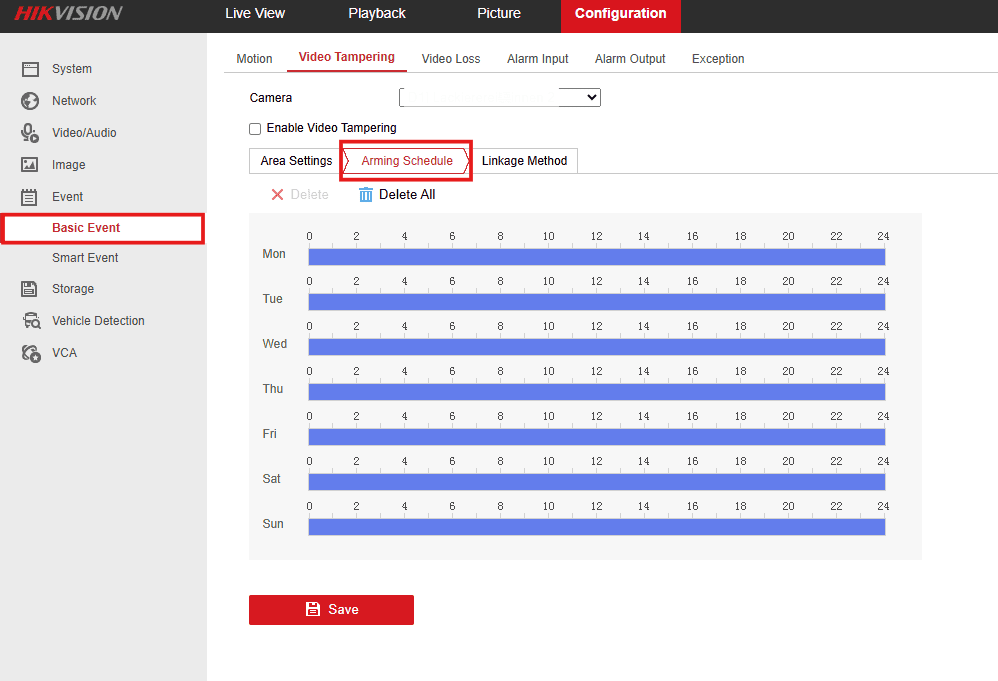 HIKVISION Live View Playback Picture Configuration
System
Network
Video/Audio
Image
Event
Basic Event
Smart Event
Storage
Vehicle Detection
VCA
Motion Video Tampering Video Loss Alarm Input Alarm Output Exception
Camera
Enable Video Tampering
Area Settings Arming Schedule Linkage Method
Delete Delete All
0 2 4 6 8 10 12 14 16 18 20 22 24
Mon
0 2 4 6 8 10 12 14 16 18 20 22 24
Tue
0 2 4 6 8 10 12 14 16 18 20 22 24
Wed
0 2 4 6 8 10 12 14 16 18 20 22 24
Thu
0 2 4 6 8 10 12 14 16 18 20 22 24
Fri
0 2 4 6 8 10 12 14 16 18 20 22 24
Sat
0 2 4 6 8 10 12 14 16 18 20 22 24
Sun
Save